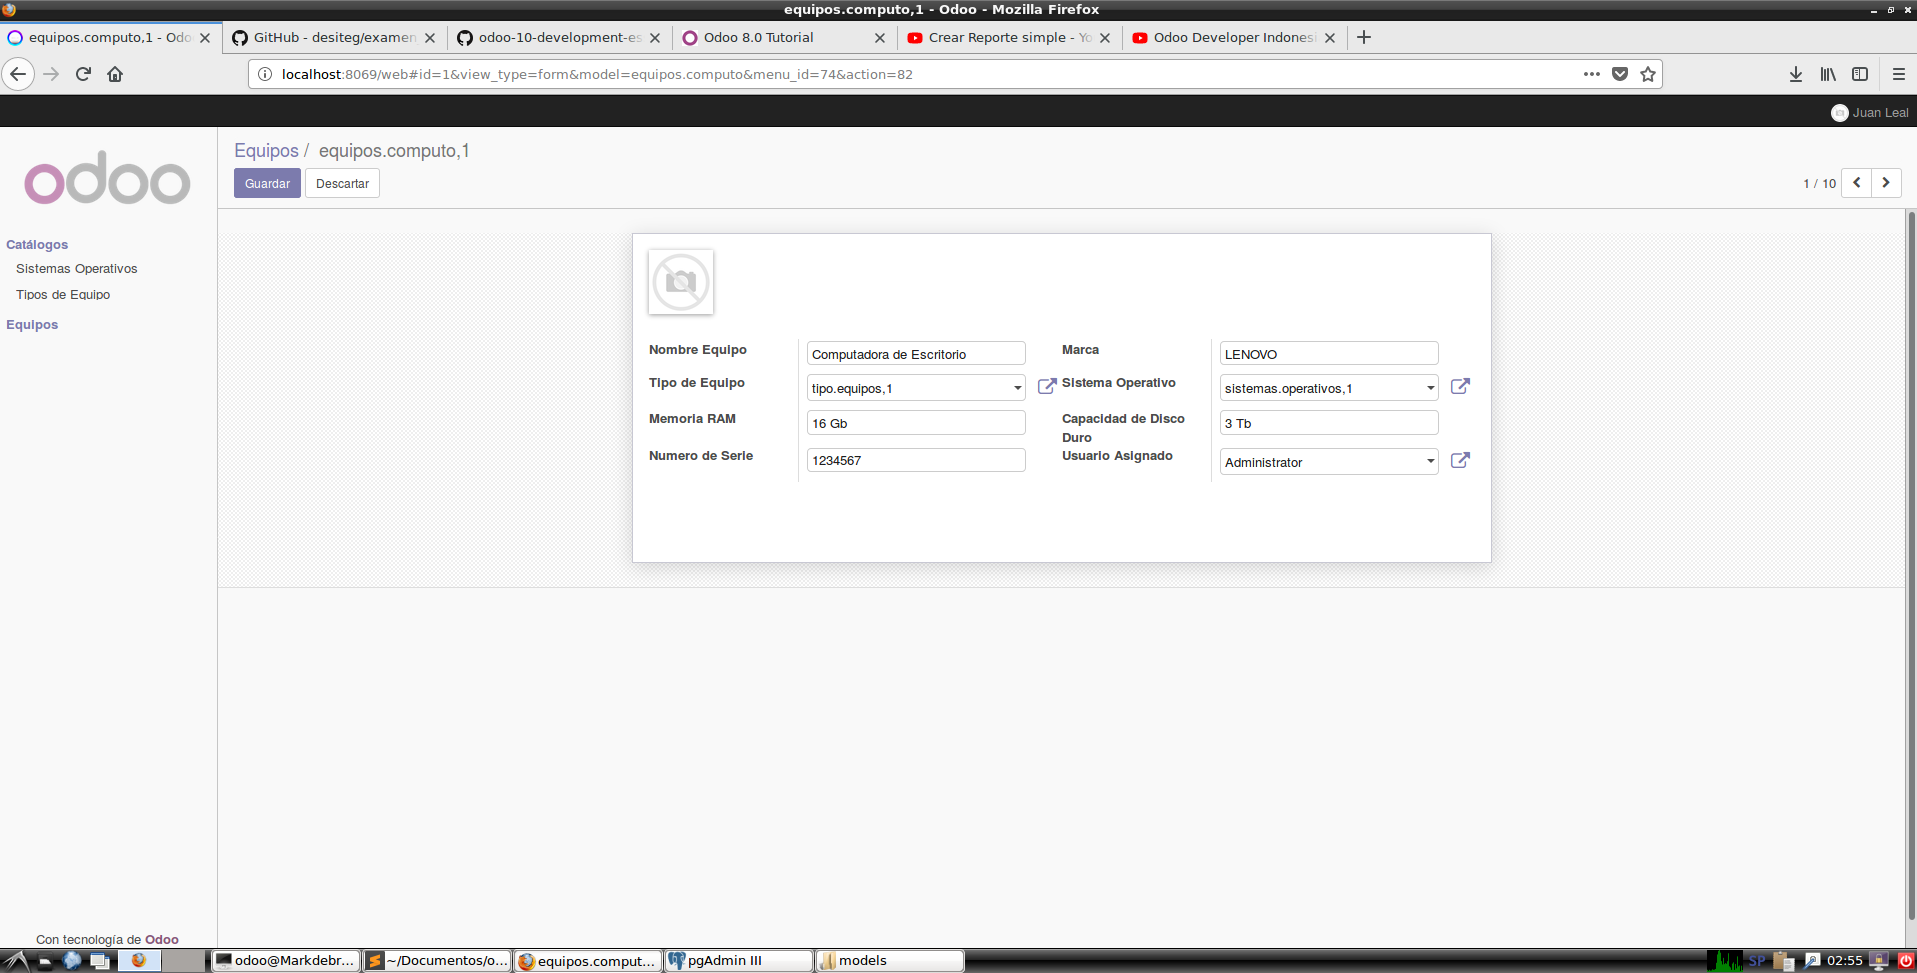 equipos.computo,1 - Odoo - Mozilla Firefox
equipos.computo,1 - Odo
GitHub - desiteg/examen
odoo-10-development-es
Odoo 8.0 Tutorial
Crear Reporte simple - Yo
Odoo Developer Indones
localhost:8069/web#id=1&view_type=form&model=equipos.computo&menu_id=74&action=82
Juan Leal
odoo
Equipos / equipos.computo,1
Guardar
Descartar
1 / 10
Catálogos
Sistemas Operativos
Tipos de Equipo
Equipos
Nombre Equipo
Computadora de Escritorio
Marca
LENOVO
Tipo de Equipo
tipo.equipos,1
Sistema Operativo
sistemas.operativos,1
Memoria RAM
16 Gb
Capacidad de Disco
Duro
3 Tb
Numero de Serie
1234567
Usuario Asignado
Administrator
Con tecnología de Odoo
odoo@Markdebr...
~/Documentos/o...
equipos.comput...
pgAdmin III
models
SP
02:55